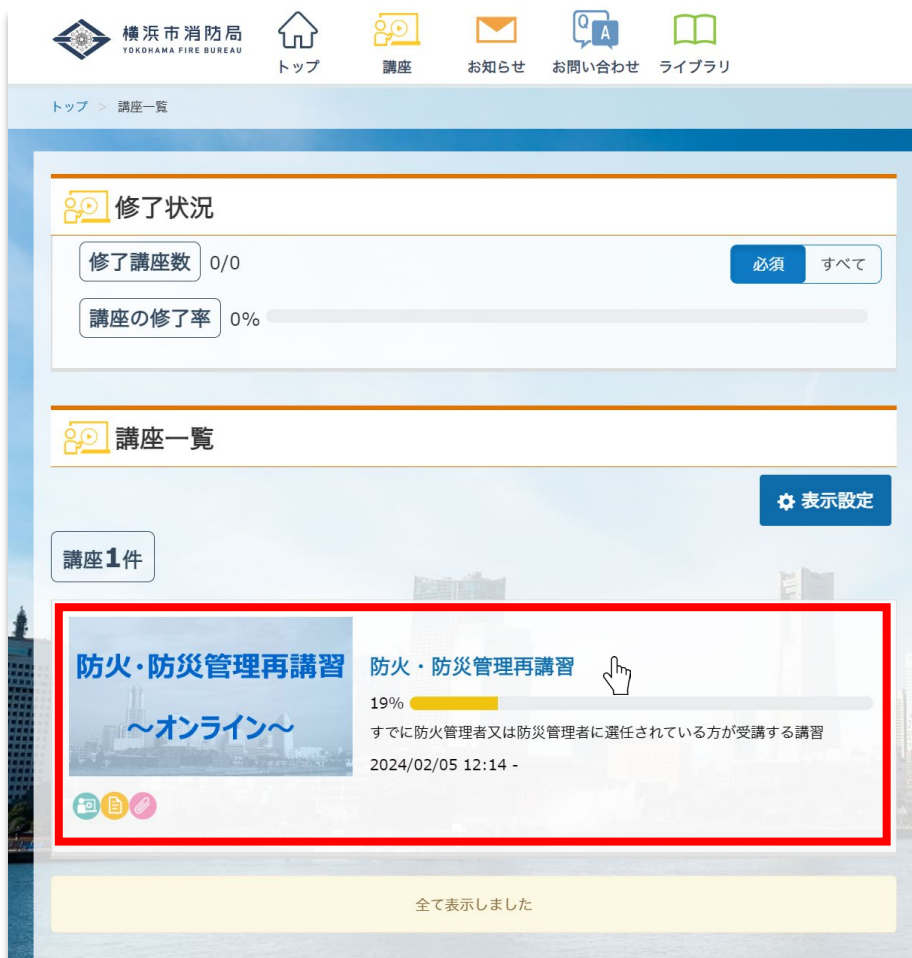 横浜市消防局
YOKOHAMA FIRE BUREAU
トップ
講座
Q
A
お知らせ
お問い合わせ
ライブラリ
トップ > 講座一覧
修了状況
修了講座数 0/0
必須 すべて
講座の修了率 0%
講座一覧
表示設定
講座1件
防火・防災管理再講習
～オンライン～
防火・防災管理再講習
19%
すでに防火管理者又は防災管理者に選任されている方が受講する講習
2024/02/05 12:14 -
全て表示しました